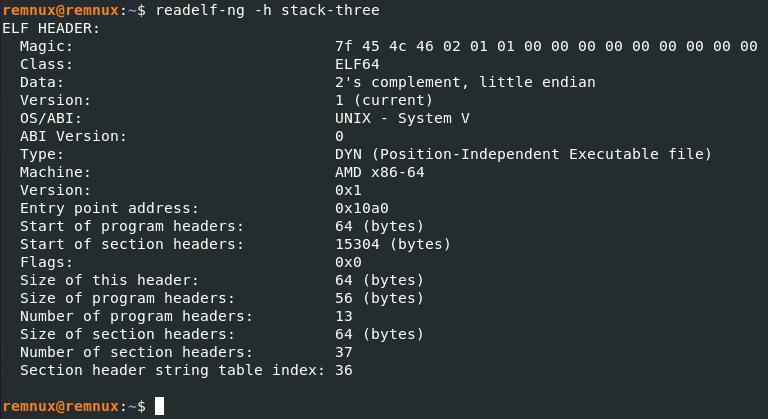 remnux@remnux:~$ readelf-ng -h stack-three
ELF HEADER:
  Magic:                             7f 45 4c 46 02 01 01 00 00 00 00 00 00 00 00 00
  Class:                             ELF64
  Data:                              2's complement, little endian
  Version:                           1 (current)
  OS/ABI:                            UNIX - System V
  ABI Version:                       0
  Type:                              DYN (Position-Independent Executable file)
  Machine:                           AMD x86-64
  Version:                           0x1
  Entry point address:               0x10a0
  Start of program headers:          64 (bytes)
  Start of section headers:          15304 (bytes)
  Flags:                             0x0
  Size of this header:               64 (bytes)
  Size of program headers:           56 (bytes)
  Number of program headers:         13
  Size of section headers:           64 (bytes)
  Number of section headers:         37
  Section header string table index: 36
remnux@remnux:~$